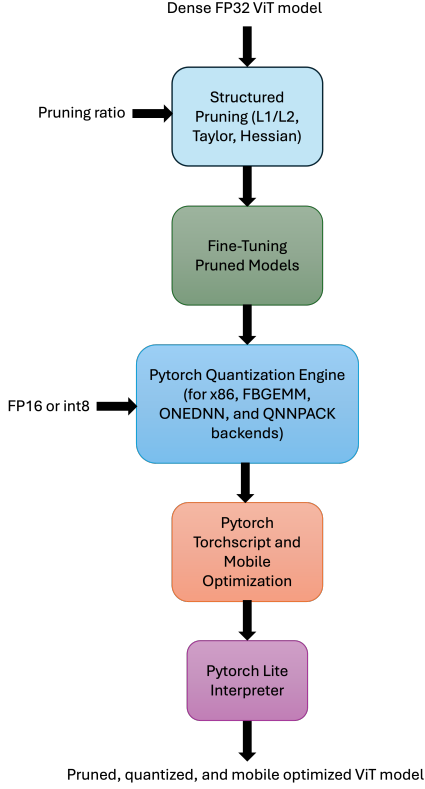 Dense FP32 ViT model
Structured
Pruning (L1/L2,
Taylor, Hessian)
Pruning ratio
Fine-Tuning
Pruned Models
Pytorch Quantization Engine
(for x86, FBGEMM,
ONEDNN, and QNNPACK
backends)
FP16 or int8
Pytorch
Torchscript and
Mobile
Optimization
Pytorch Lite
Interpreter
Pruned, quantized, and mobile optimized ViT model